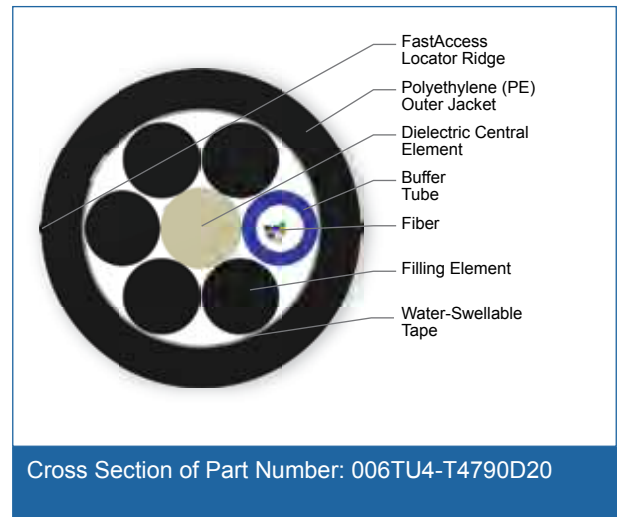 FastAccess
Locator Ridge
Polyethylene (PE)
Outer Jacket
Dielectric Central
Element
Buffer
Tube
Fiber
Filling Element
Water-Swellable
Tape
Cross Section of Part Number: 006TU4-T4790D20